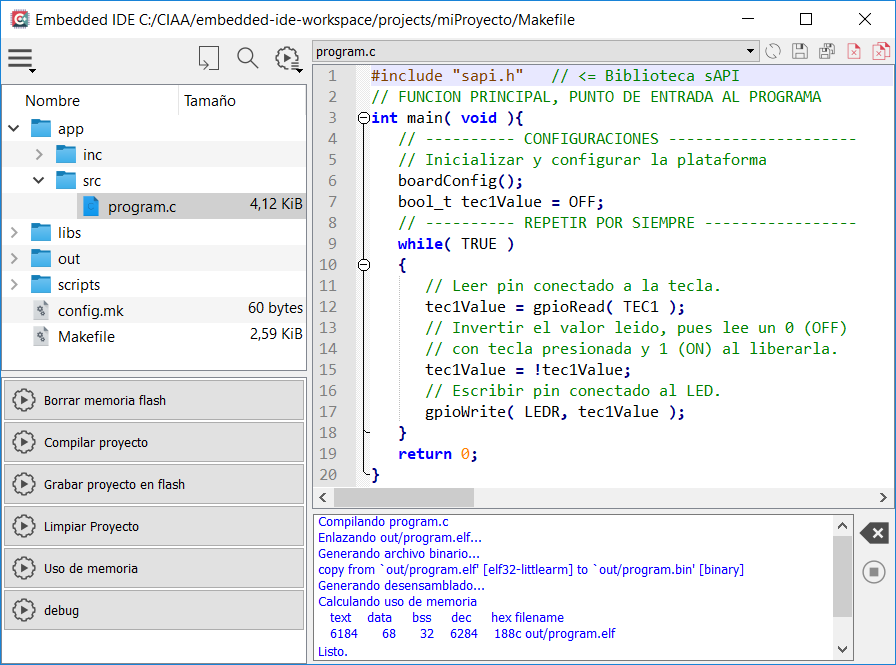 Embedded IDE C:/CIAA/embedded-ide-workspace/projects/miProyecto/Makefile
program.c
Nombre Tamaño
app
inc
src
program.c 4,12 KiB
libs
out
scripts
config.mk 60 bytes
Makefile 2,59 KiB
Borrar memoria flash
Compilar proyecto
Grabar proyecto en flash
Limpiar Proyecto
Uso de memoria
debug
1 #include "sapi.h" // <= Biblioteca sAPI
2 // FUNCION PRINCIPAL, PUNTO DE ENTRADA AL PROGRAMA
3 int main( void ){
4 // ---------- CONFIGURACIONES ---------------------
5 // Inicializar y configurar la plataforma
6 boardConfig();
7 bool_t tec1Value = OFF;
8 // ---------- REPETIR POR SIEMPRE -----------------
9 while( TRUE )
10 {
11 // Leer pin conectado a la tecla.
12 tec1Value = gpioRead( TEC1 );
13 // Invertir el valor leido, pues lee un 0 (OFF)
14 // con tecla presionada y 1 (ON) al liberarla.
15 tec1Value = !tec1Value;
16 // Escribir pin conectado al LED.
17 gpioWrite( LEDR, tec1Value );
18 }
19 return 0;
20 }
Compilando program.c
Enlazando out/program.elf...
Generando archivo binario...
copy from `out/program.elf' [elf32-littlearm] to `out/program.bin' [binary]
Generando desensamblado...
Calculando uso de memoria
text data bss dec hex filename
6184 68 32 6284 188c out/program.elf
Listo.